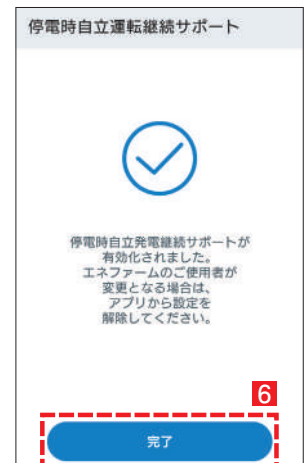 停電時自立運転継続サポート
停電時自立発電継続サポートが
有効化されました。
エネファームのご使用者が
変更となる場合は、
アプリから設定を
解除してください。
6
完了